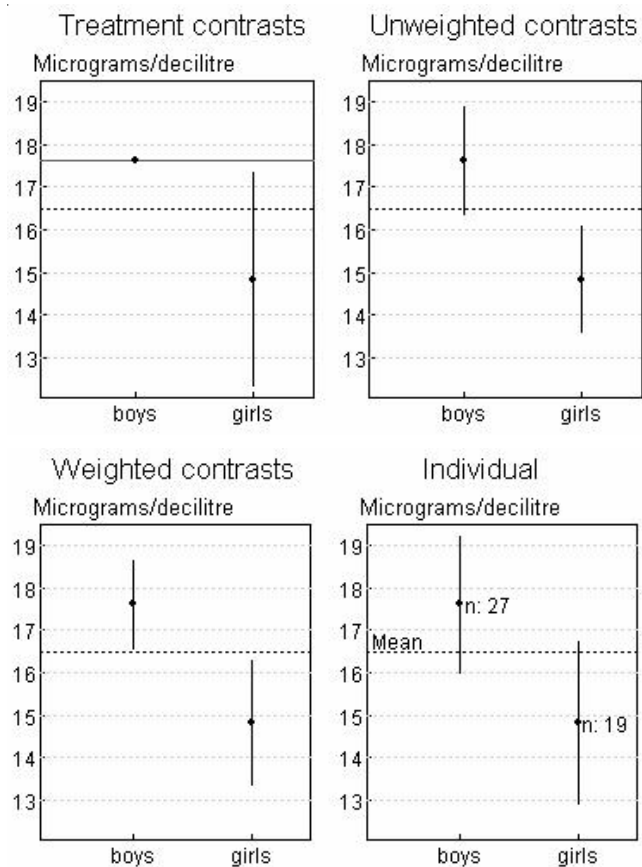 Treatment contrasts
Micrograms/decilitre
19
18
17
16
15
14
13
boys girls
Unweighted contrasts
Micrograms/decilitre
19
18
17
16
15
14
13
boys girls
Weighted contrasts
Micrograms/decilitre
19
18
17
16
15
14
13
boys girls
Individual
Micrograms/decilitre
19
18
n: 27
17
Mean
16
15
n: 19
14
13
boys girls